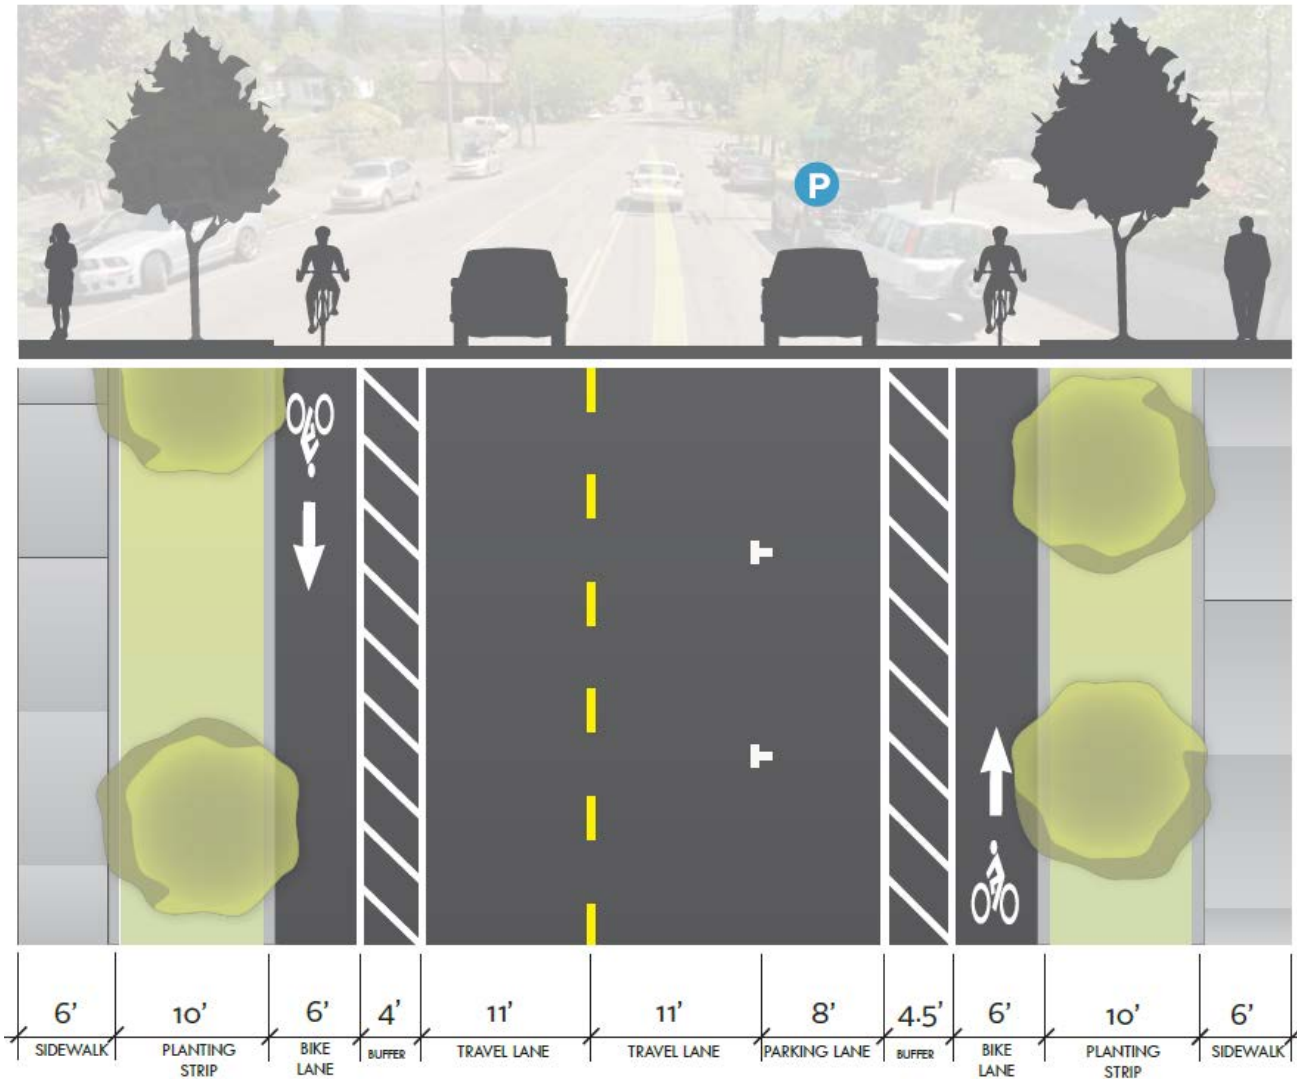 P
6' 10' 6' 4' 11' 11' 8' 4.5' 6' 10' 6'
SIDEWALK PLANTING STRIP BIKE LANE BUFFER TRAVEL LANE TRAVEL LANE PARKING LANE BUFFER BIKE LANE PLANTING STRIP SIDEWALK